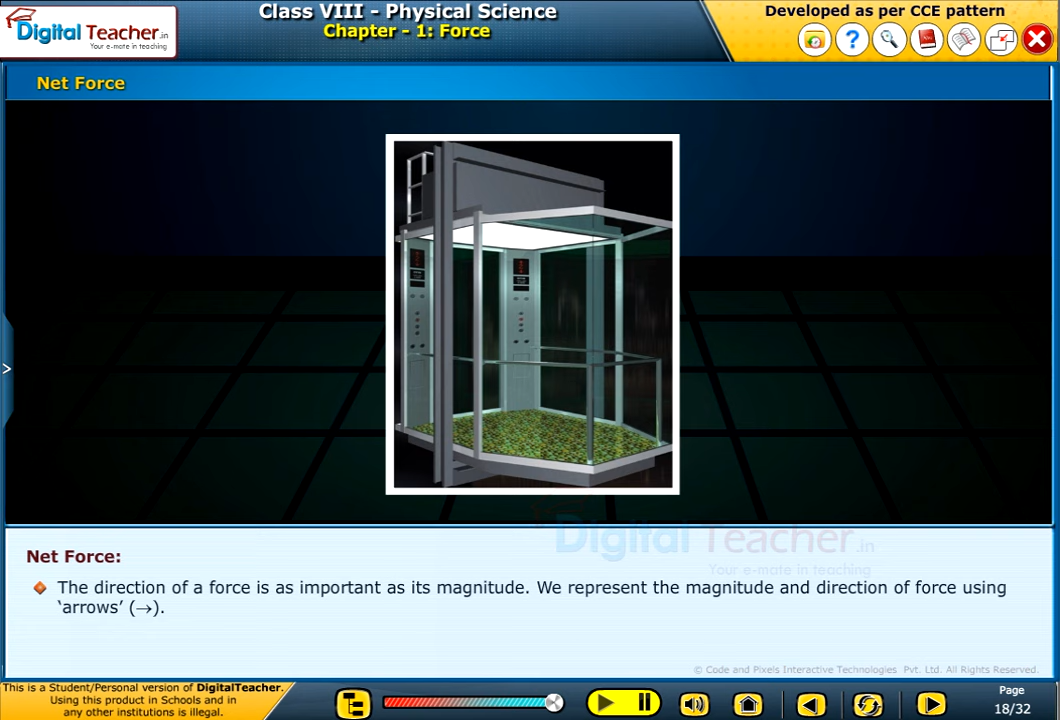 Digital Teacher.in
Your e-mate in teaching
Class VIII - Physical Science
Chapter - 1: Force
Developed as per CCE pattern
Net Force
Digital Teacher.in
Your e-mate in teaching
Net Force:
The direction of a force is as important as its magnitude. We represent the magnitude and direction of force using
‘arrows’ (→).
© Code and Pixels Interactive Technologies. Pvt. Ltd. All Rights Reserved.
This is a Student/Personal version of DigitalTeacher.
Using this product in Schools and in
any other institutions is illegal.
Page
18/32